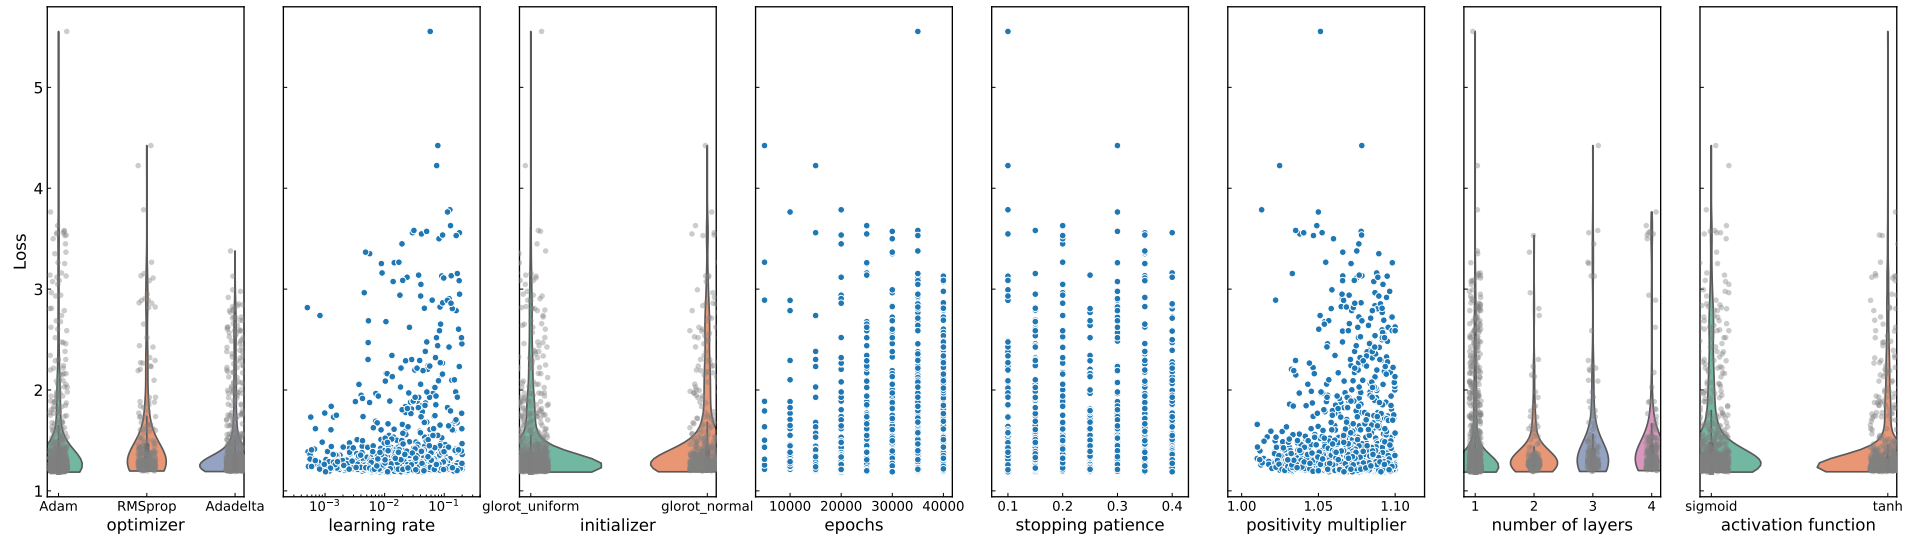 Loss
5
4
3
2
1
Adam RMSprop Adadelta
optimizer
10⁻³ 10⁻² 10⁻¹
learning rate
glorot_uniform glorot_normal
initializer
10000 20000 30000 40000
epochs
0.1 0.2 0.3 0.4
stopping patience
1.00 1.05 1.10
positivity multiplier
1 2 3 4
number of layers
sigmoid tanh
activation function